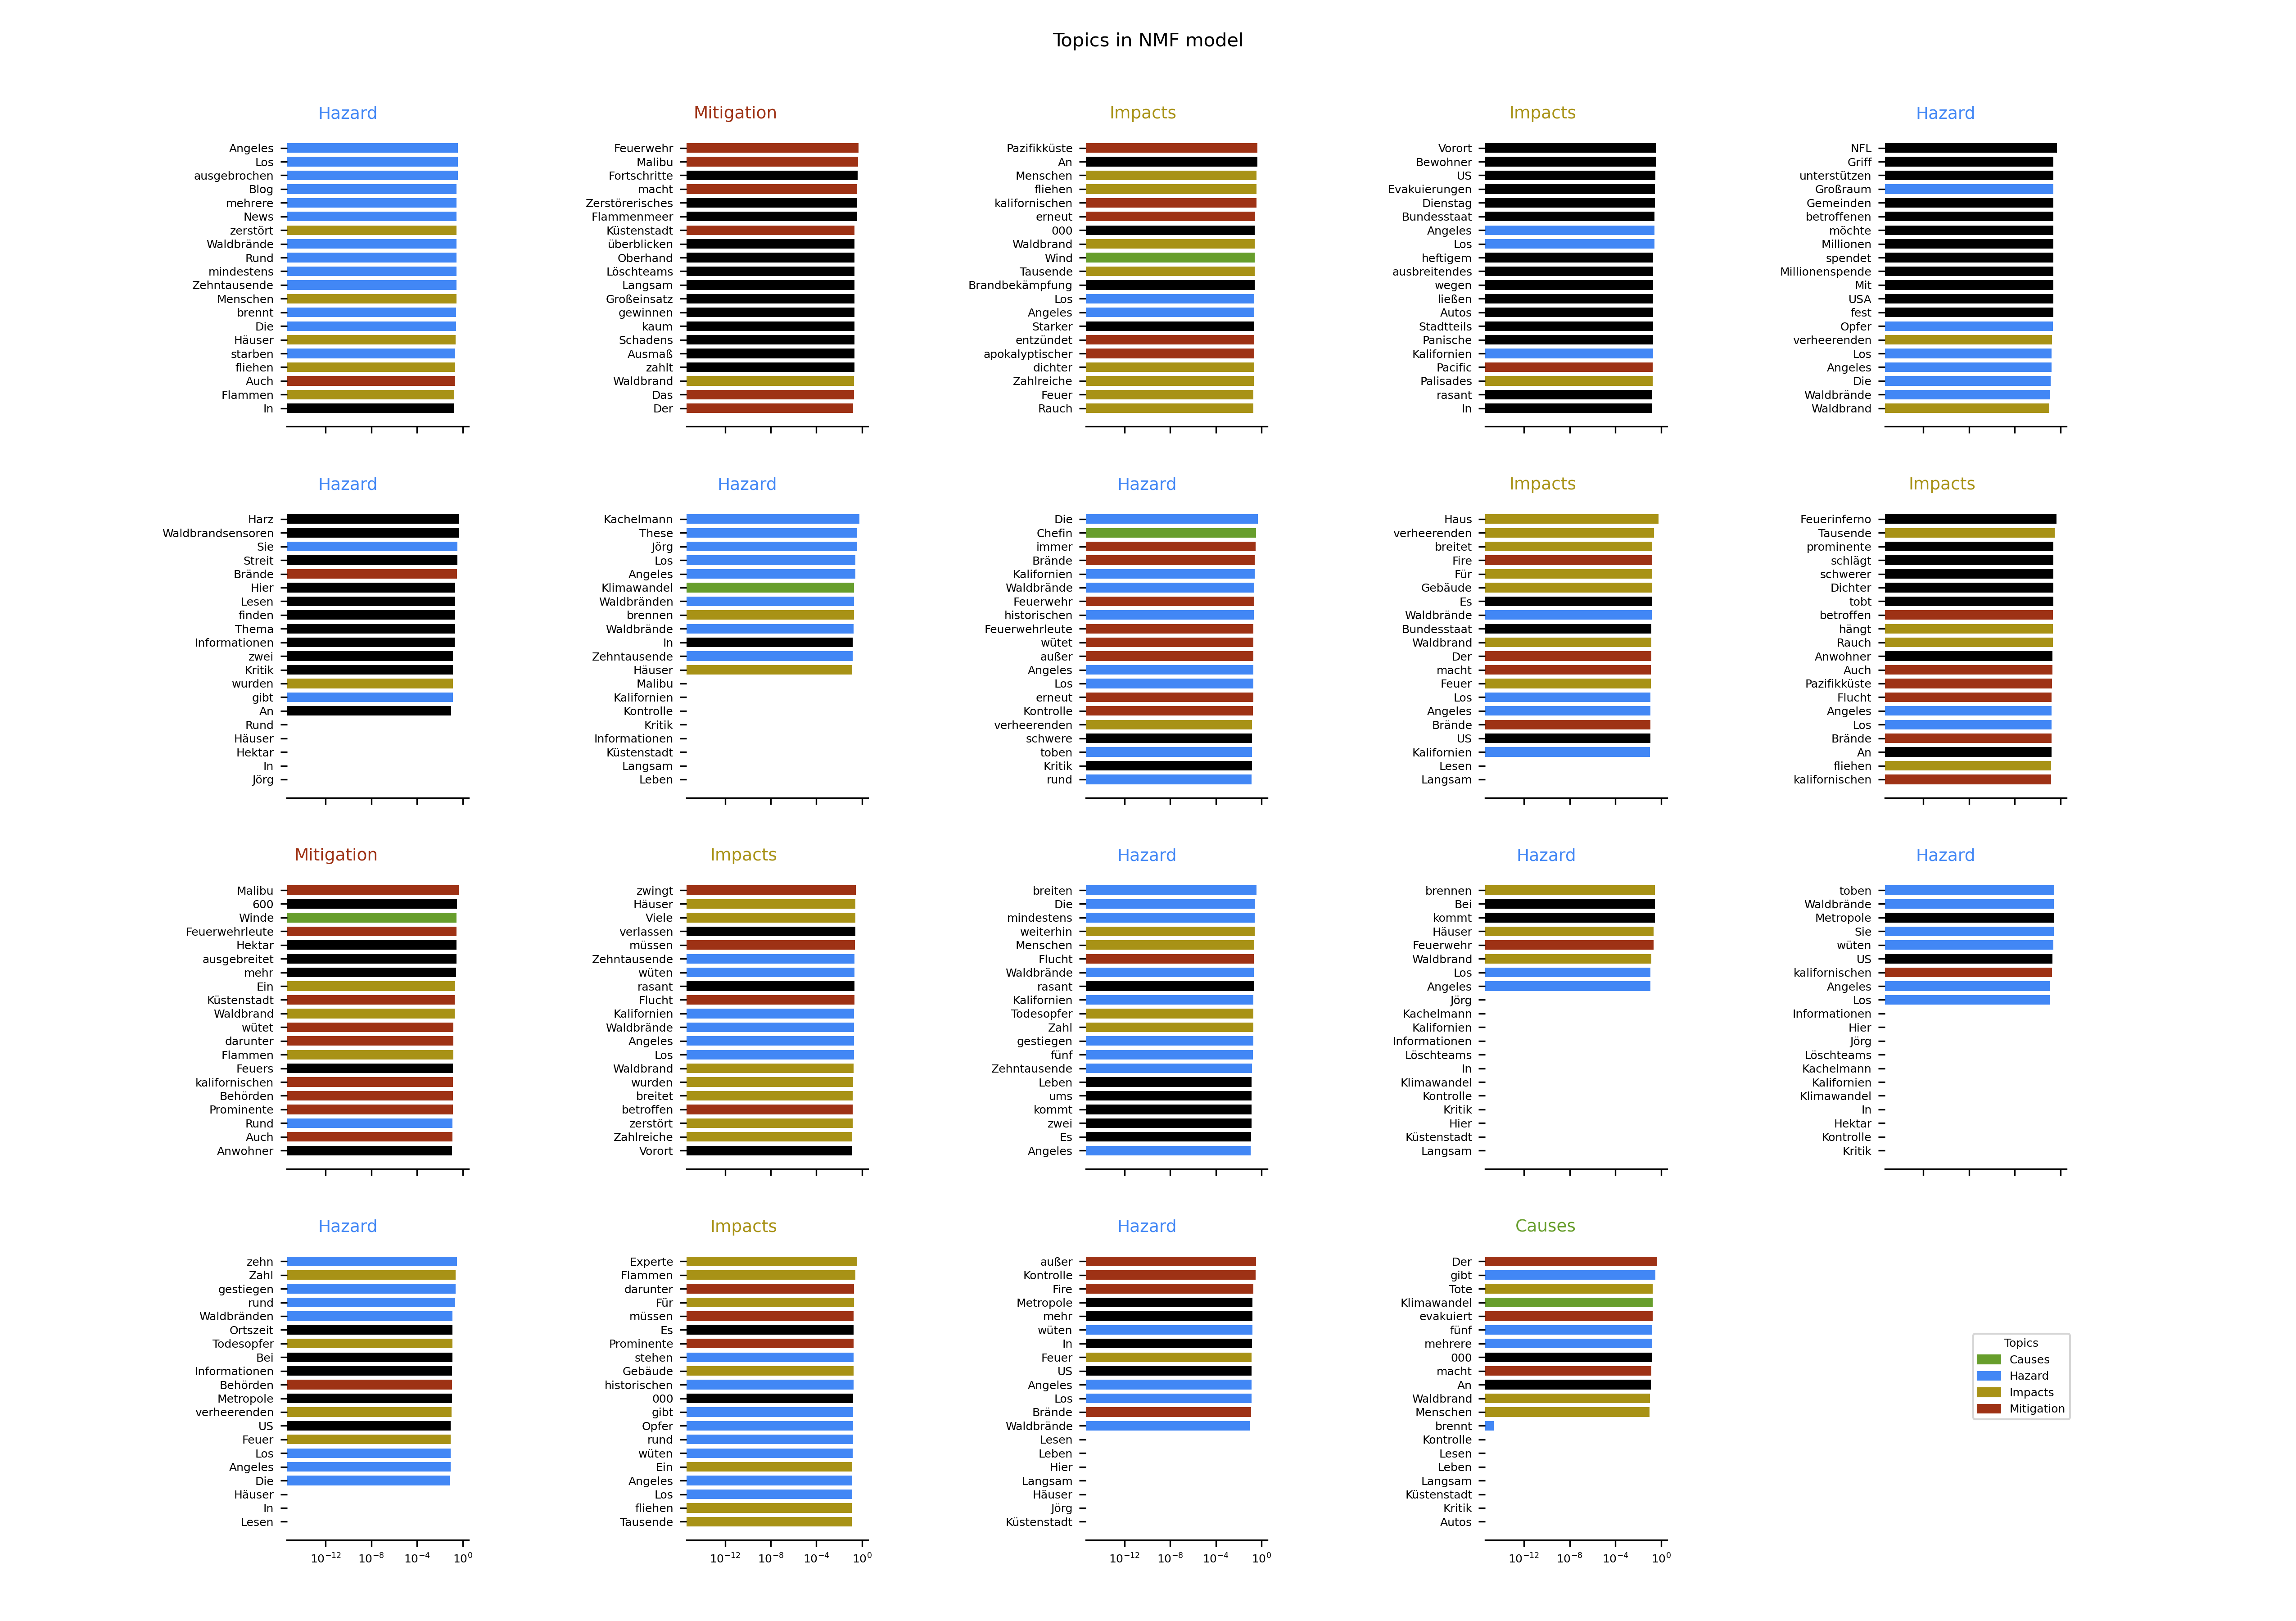 Topics in NMF model
Hazard
Angeles
Los
ausgebrochen
Blog
mehrere
News
zerstört
Waldbrände
Rund
mindestens
Zehntausende
Menschen
brennt
Die
Häuser
starben
fliehen
Auch
Flammen
In
Mitigation
Feuerwehr
Malibu
Fortschritte
macht
Zerstörerisches
Flammenmeer
Küstenstadt
überblicken
Oberhand
Löschteams
Langsam
Großeinsatz
gewinnen
kaum
Schadens
Ausmaß
zahlt
Waldbrand
Das
Der
Impacts
Pazifikküste
An
Menschen
fliehen
kalifornischen
erneut
000
Waldbrand
Wind
Tausende
Brandbekämpfung
Los
Angeles
Starker
entzündet
apokalyptischer
dichter
Zahlreiche
Feuer
Rauch
Impacts
Vorort
Bewohner
US
Evakuierungen
Dienstag
Bundesstaat
Angeles
Los
heftigem
ausbreitendes
wegen
ließen
Autos
Stadtteils
Panische
Kalifornien
Pacific
Palisades
rasant
In
Hazard
NFL
Griff
unterstützen
Großraum
Gemeinden
betroffenen
möchte
Millionen
spendet
Millionenspende
Mit
USA
fest
Opfer
verheerenden
Los
Angeles
Die
Waldbrände
Waldbrand
Hazard
Harz
Waldbrandsensoren
Sie
Streit
Brände
Hier
Lesen
finden
Thema
Informationen
zwei
Kritik
wurden
gibt
An
Rund
Häuser
Hektar
In
Jörg
Hazard
Kachelmann
These
Jörg
Los
Angeles
Klimawandel
Waldbränden
brennen
Waldbrände
In
Zehntausende
Häuser
Malibu
Kalifornien
Kontrolle
Kritik
Informationen
Küstenstadt
Langsam
Leben
Hazard
Die
Chefin
immer
Brände
Kalifornien
Waldbrände
Feuerwehr
historischen
Feuerwehrleute
wütet
außer
Angeles
Los
erneut
Kontrolle
verheerenden
schwere
toben
Kritik
rund
Impacts
Haus
verheerenden
breitet
Fire
Für
Gebäude
Es
Waldbrände
Bundesstaat
Waldbrand
Der
macht
Feuer
Los
Angeles
Brände
US
Kalifornien
Lesen
Langsam
Impacts
Feuerinferno
Tausende
prominente
schlägt
schwerer
Dichter
tobt
betroffen
hängt
Rauch
Anwohner
Auch
Pazifikküste
Flucht
Angeles
Los
Brände
An
fliehen
kalifornischen
Mitigation
Malibu
600
Winde
Feuerwehrleute
Hektar
ausgebreitet
mehr
Ein
Küstenstadt
Waldbrand
wütet
darunter
Flammen
Feuers
kalifornischen
Behörden
Prominente
Rund
Auch
Anwohner
Impacts
zwingt
Häuser
Viele
verlassen
müssen
Zehntausende
wüten
rasant
Flucht
Kalifornien
Waldbrände
Angeles
Los
Waldbrand
wurden
breitet
betroffen
zerstört
Zahlreiche
Vorort
Hazard
breiten
Die
mindestens
weiterhin
Menschen
Flucht
Waldbrände
rasant
Kalifornien
Todesopfer
Zahl
gestiegen
fünf
Zehntausende
Leben
ums
kommt
zwei
Es
Angeles
Hazard
brennen
Bei
kommt
Häuser
Feuerwehr
Waldbrand
Los
Angeles
Jörg
Kachelmann
Kalifornien
Informationen
Löschteams
In
Klimawandel
Kontrolle
Kritik
Hier
Küstenstadt
Langsam
Hazard
toben
Waldbrände
Metropole
Sie
wüten
US
kalifornischen
Angeles
Los
Informationen
Hier
Jörg
Löschteams
Kachelmann
Kalifornien
Klimawandel
In
Hektar
Kontrolle
Kritik
Hazard
zehn
Zahl
gestiegen
rund
Waldbränden
Ortszeit
Todesopfer
Bei
Informationen
Behörden
Metropole
verheerenden
US
Feuer
Los
Angeles
Die
Häuser
In
Lesen
10⁻¹² 10⁻⁸ 10⁻⁴ 10⁰
Impacts
Experte
Flammen
darunter
Für
müssen
Es
Prominente
stehen
Gebäude
historischen
000
gibt
Opfer
rund
wüten
Ein
Angeles
Los
fliehen
Tausende
10⁻¹² 10⁻⁸ 10⁻⁴ 10⁰
Hazard
außer
Kontrolle
Fire
Metropole
mehr
wüten
In
Feuer
US
Angeles
Los
Brände
Waldbrände
Lesen
Leben
Hier
Langsam
Häuser
Jörg
Küstenstadt
10⁻¹² 10⁻⁸ 10⁻⁴ 10⁰
Causes
Der
gibt
Tote
Klimawandel
evakuiert
fünf
mehrere
000
macht
An
Waldbrand
Menschen
brennt
Kontrolle
Lesen
Leben
Langsam
Küstenstadt
Kritik
Autos
10⁻¹² 10⁻⁸ 10⁻⁴ 10⁰
Topics
Causes
Hazard
Impacts
Mitigation